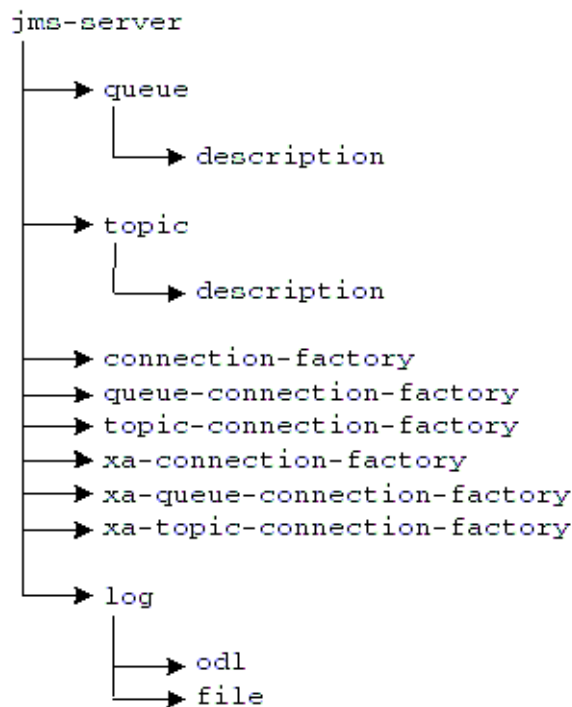 jms-server
queue
description
topic
description
connection-factory
queue-connection-factory
topic-connection-factory
xa-connection-factory
xa-queue-connection-factory
xa-topic-connection-factory
log
odl
file